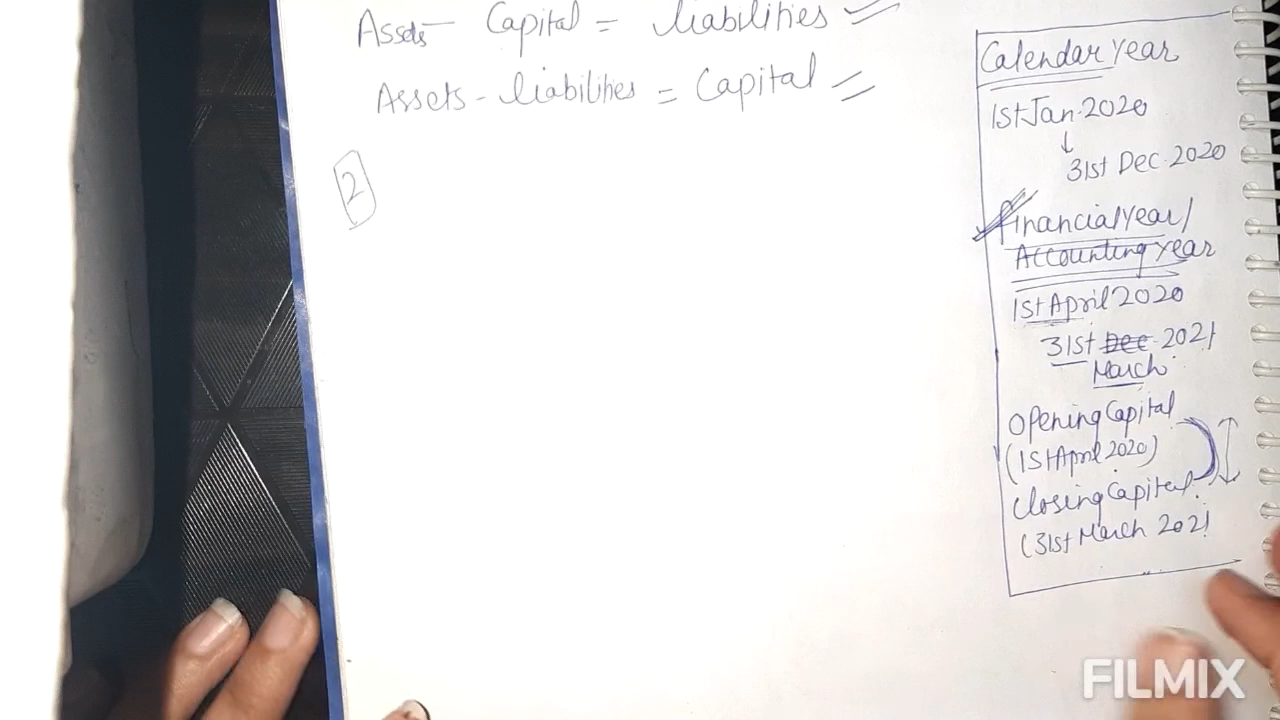 Assets - Capital = liabilities
Assets - liabilities = Capital
2
Calendar Year
1st Jan. 2020
↓
31st Dec. 2020
Financial Year /
Accounting Year
1st April 2020
31st Dec 2021
March
Opening Capital
(1st April 2020)
Closing Capital
(31st March 2021
FILMIX